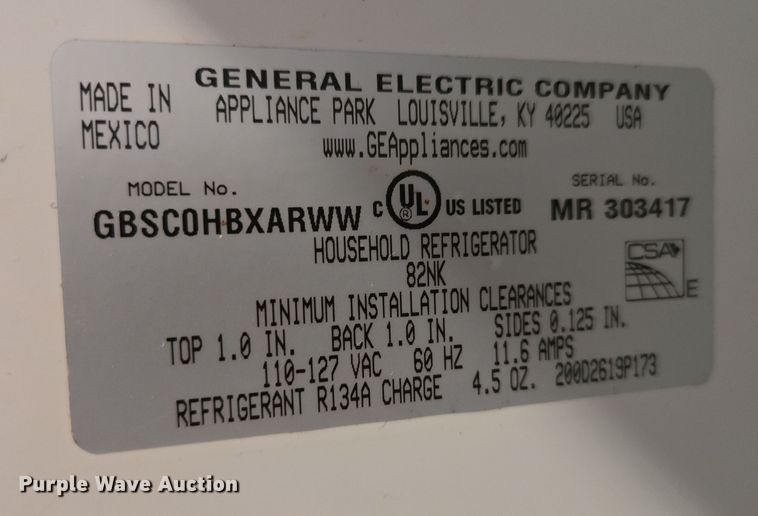 MADE IN MEXICO
GENERAL ELECTRIC COMPANY
APPLIANCE PARK LOUISVILLE, KY 40225 USA
www.GEAppliances.com
MODEL No.
GBSC0HBXARWW
C UL ® US LISTED
SERIAL No.
MR 303417
HOUSEHOLD REFRIGERATOR
82NK
CSA
E
MINIMUM INSTALLATION CLEARANCES
TOP 1.0 IN. BACK 1.0 IN. SIDES 0.125 IN.
110-127 VAC 60 HZ 11.6 AMPS
REFRIGERANT R134A CHARGE 4.5 OZ. 200D2619P173
Purple Wave Auction